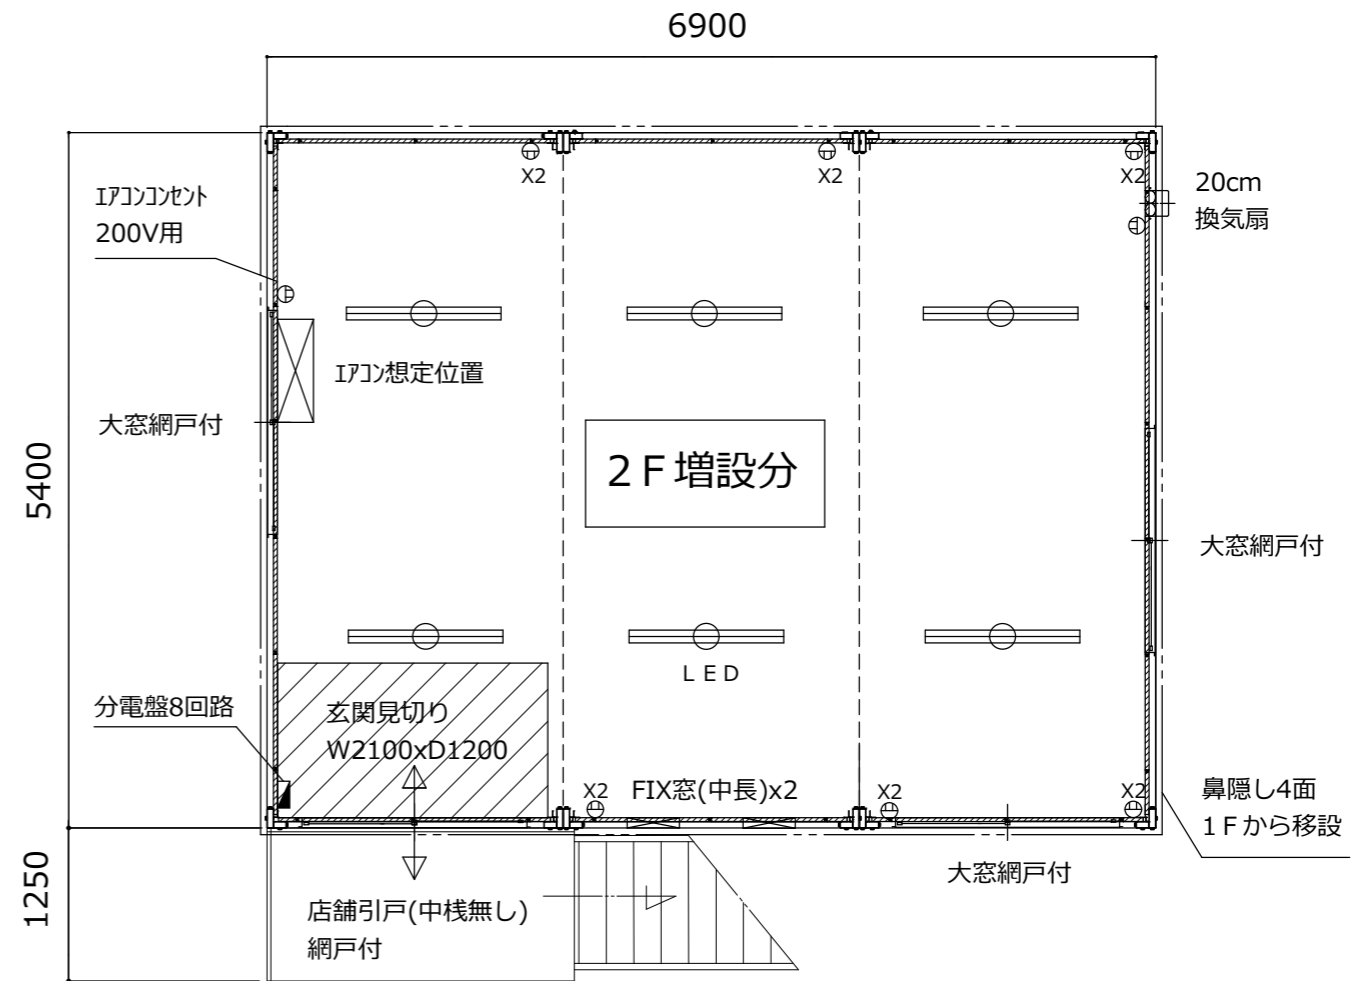 6900
X2
X2
X2
ｴｱｺﾝｺﾝｾﾝﾄ
200V用
20cm
換気扇
ｴｱｺﾝ想定位置
大窓網戸付
5400
２Ｆ増設分
大窓網戸付
ＬＥＤ
分電盤8回路
玄関見切り
W2100xD1200
X2
FIX窓(中長)x2
X2
X2
鼻隠し4面
１Ｆから移設
1250
大窓網戸付
店舗引戸(中桟無し)
網戸付